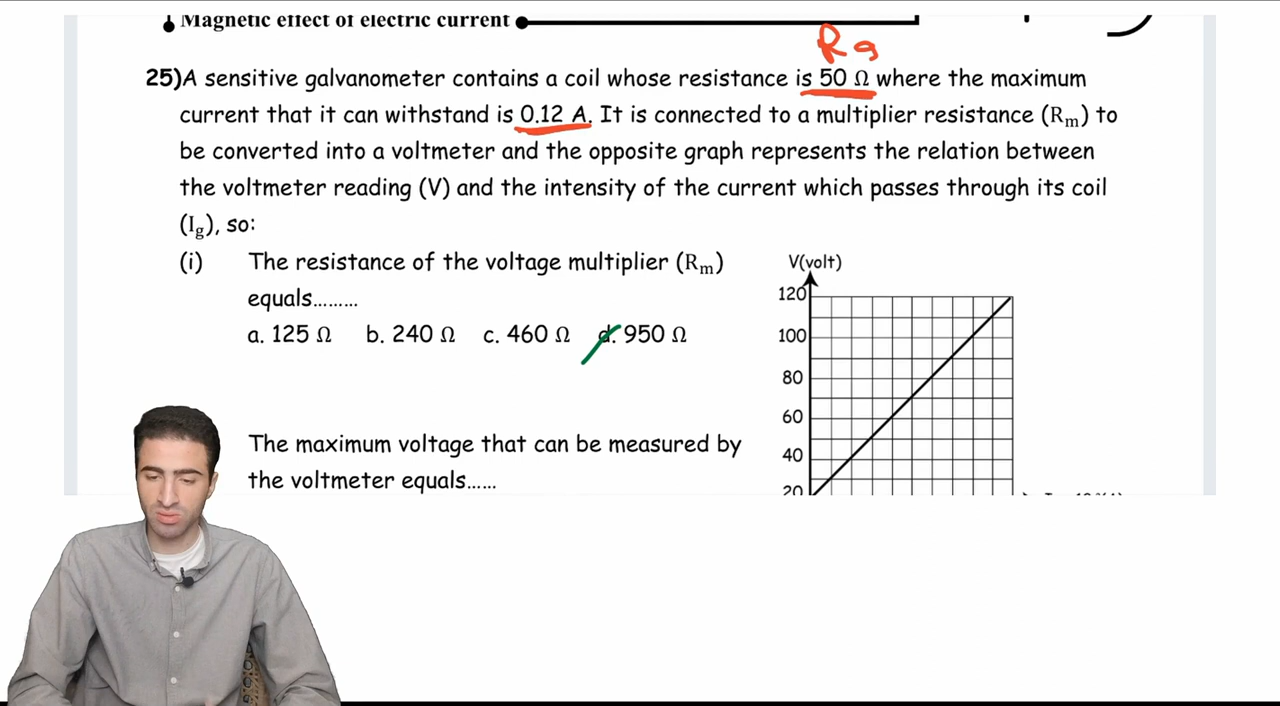 Magnetic effect of electric current
Rg
25)A sensitive galvanometer contains a coil whose resistance is 50 Ω where the maximum
current that it can withstand is 0.12 A. It is connected to a multiplier resistance (Rm) to
be converted into a voltmeter and the opposite graph represents the relation between
the voltmeter reading (V) and the intensity of the current which passes through its coil
(Ig), so:
(i) The resistance of the voltage multiplier (Rm)
equals.........
a. 125 Ω b. 240 Ω c. 460 Ω d. 950 Ω
The maximum voltage that can be measured by
the voltmeter equals......
V(volt)
120
100
80
60
40
20